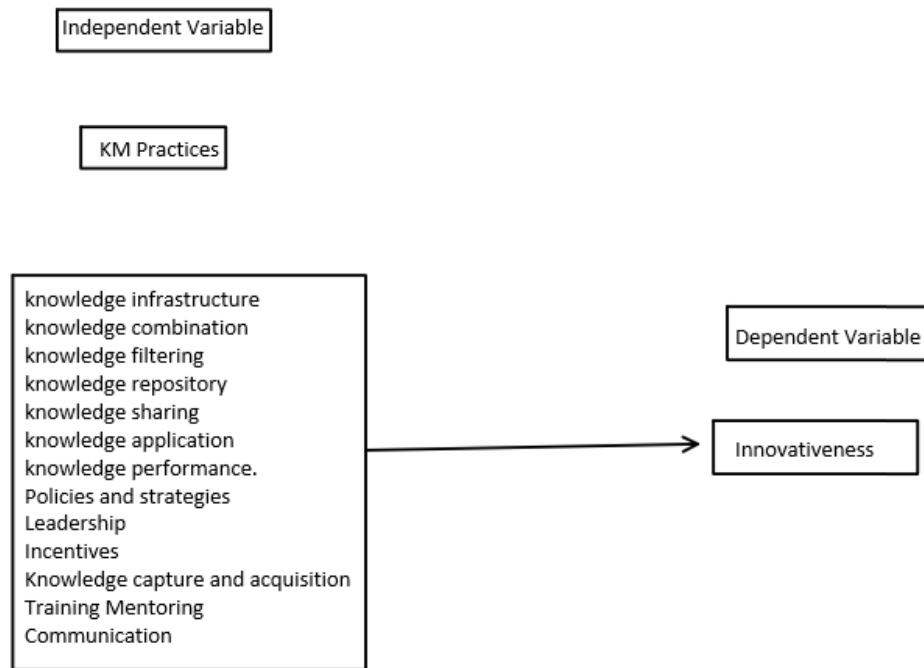 Independent Variable
KM Practices
knowledge infrastructure
knowledge combination
knowledge filtering
knowledge repository
knowledge sharing
knowledge application
knowledge performance.
Policies and strategies
Leadership
Incentives
Knowledge capture and acquisition
Training Mentoring
Communication
Dependent Variable
Innovativeness